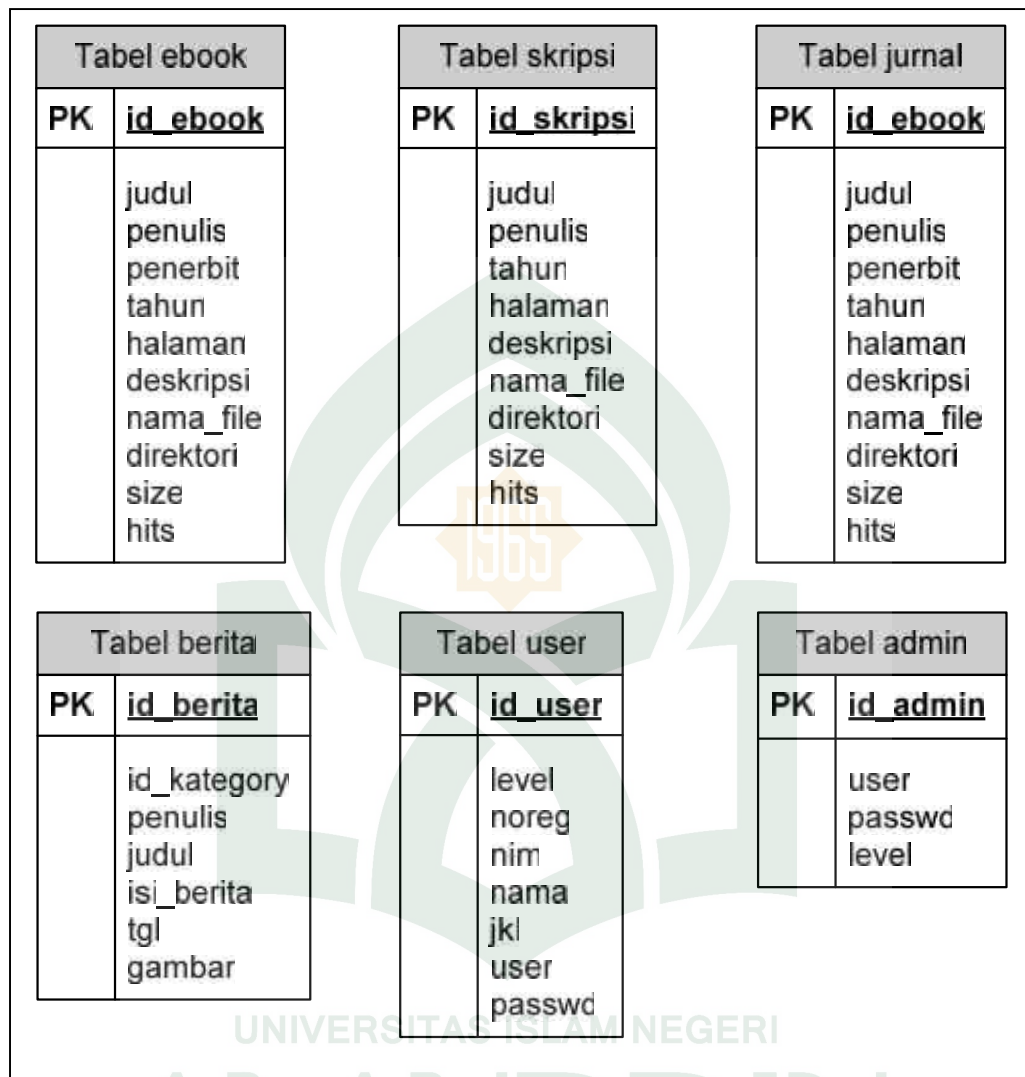 Tabel ebook
PK id_ebook
judul
penulis
penerbit
tahun
halaman
deskripsi
nama_file
direktori
size
hits
Tabel skripsi
PK id_skripsi
judul
penulis
tahun
halaman
deskripsi
nama_file
direktori
size
hits
Tabel jurnal
PK id_ebook
judul
penulis
penerbit
tahun
halaman
deskripsi
nama_file
direktori
size
hits
1965
Tabel berita
PK id_berita
id_kategory
penulis
judul
isi_berita
tgl
gambar
Tabel user
PK id_user
level
noreg
nim
nama
jkl
user
passwd
Tabel admin
PK id_admin
user
passwd
level
UNIVERSITAS ISLAM NEGERI